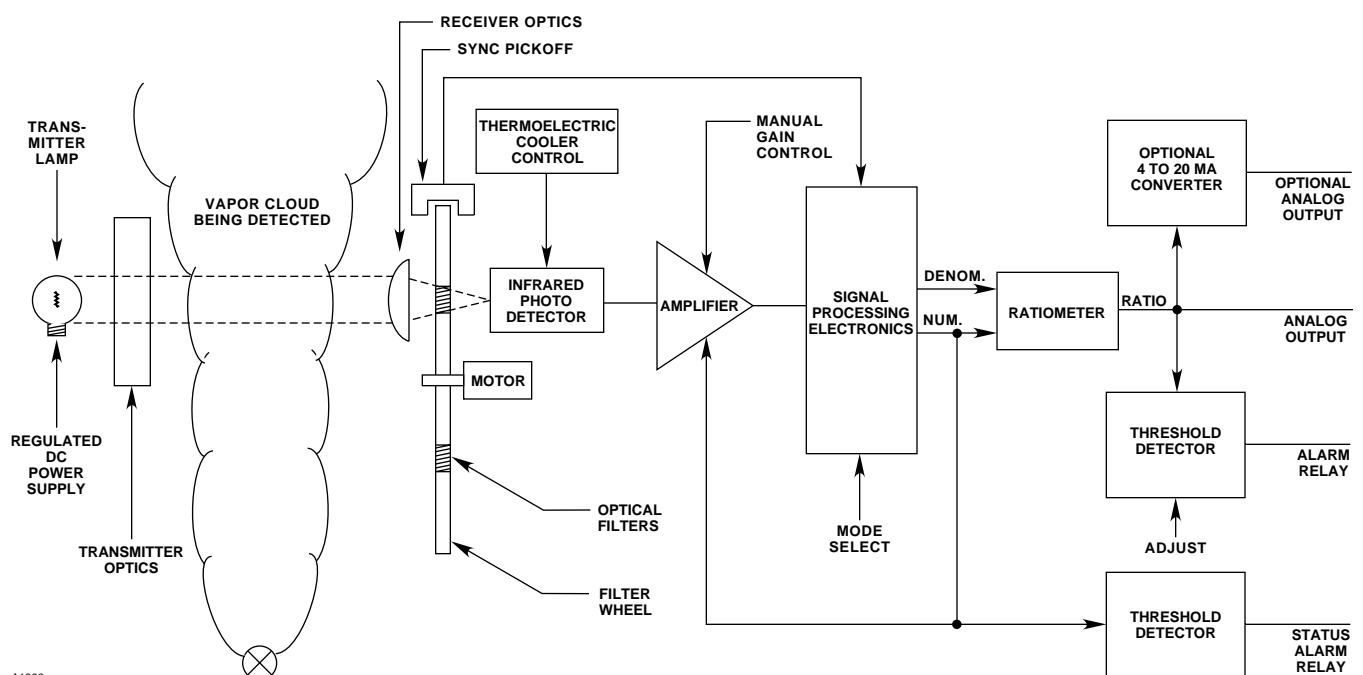 RECEIVER OPTICS
SYNC PICKOFF
TRANS-
MITTER
LAMP
VAPOR CLOUD
BEING DETECTED
THERMOELECTRIC
COOLER
CONTROL
MANUAL
GAIN
CONTROL
OPTIONAL
4 TO 20 MA
CONVERTER
OPTIONAL
ANALOG
OUTPUT
INFRARED
PHOTO
DETECTOR
AMPLIFIER
SIGNAL
PROCESSING
ELECTRONICS
DENOM.
NUM.
RATIOMETER
RATIO
ANALOG
OUTPUT
MOTOR
REGULATED
DC
POWER
SUPPLY
TRANSMITTER
OPTICS
OPTICAL
FILTERS
FILTER
WHEEL
MODE
SELECT
THRESHOLD
DETECTOR
ALARM
RELAY
ADJUST
THRESHOLD
DETECTOR
STATUS
ALARM
RELAY